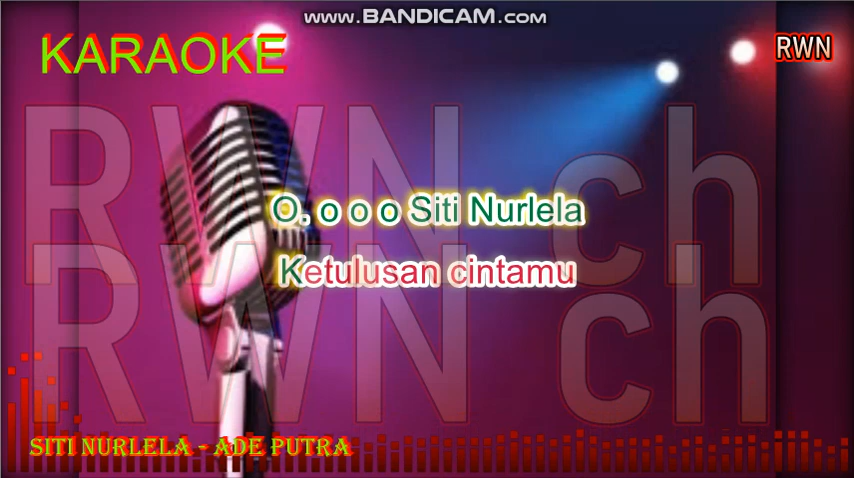 www.BANDICAM.com
KARAOKE
RWN
RWN ch
O, o o o Siti Nurlela
Ketulusan cintamu
RWN ch
SITI NURLELA - ADE PUTRA